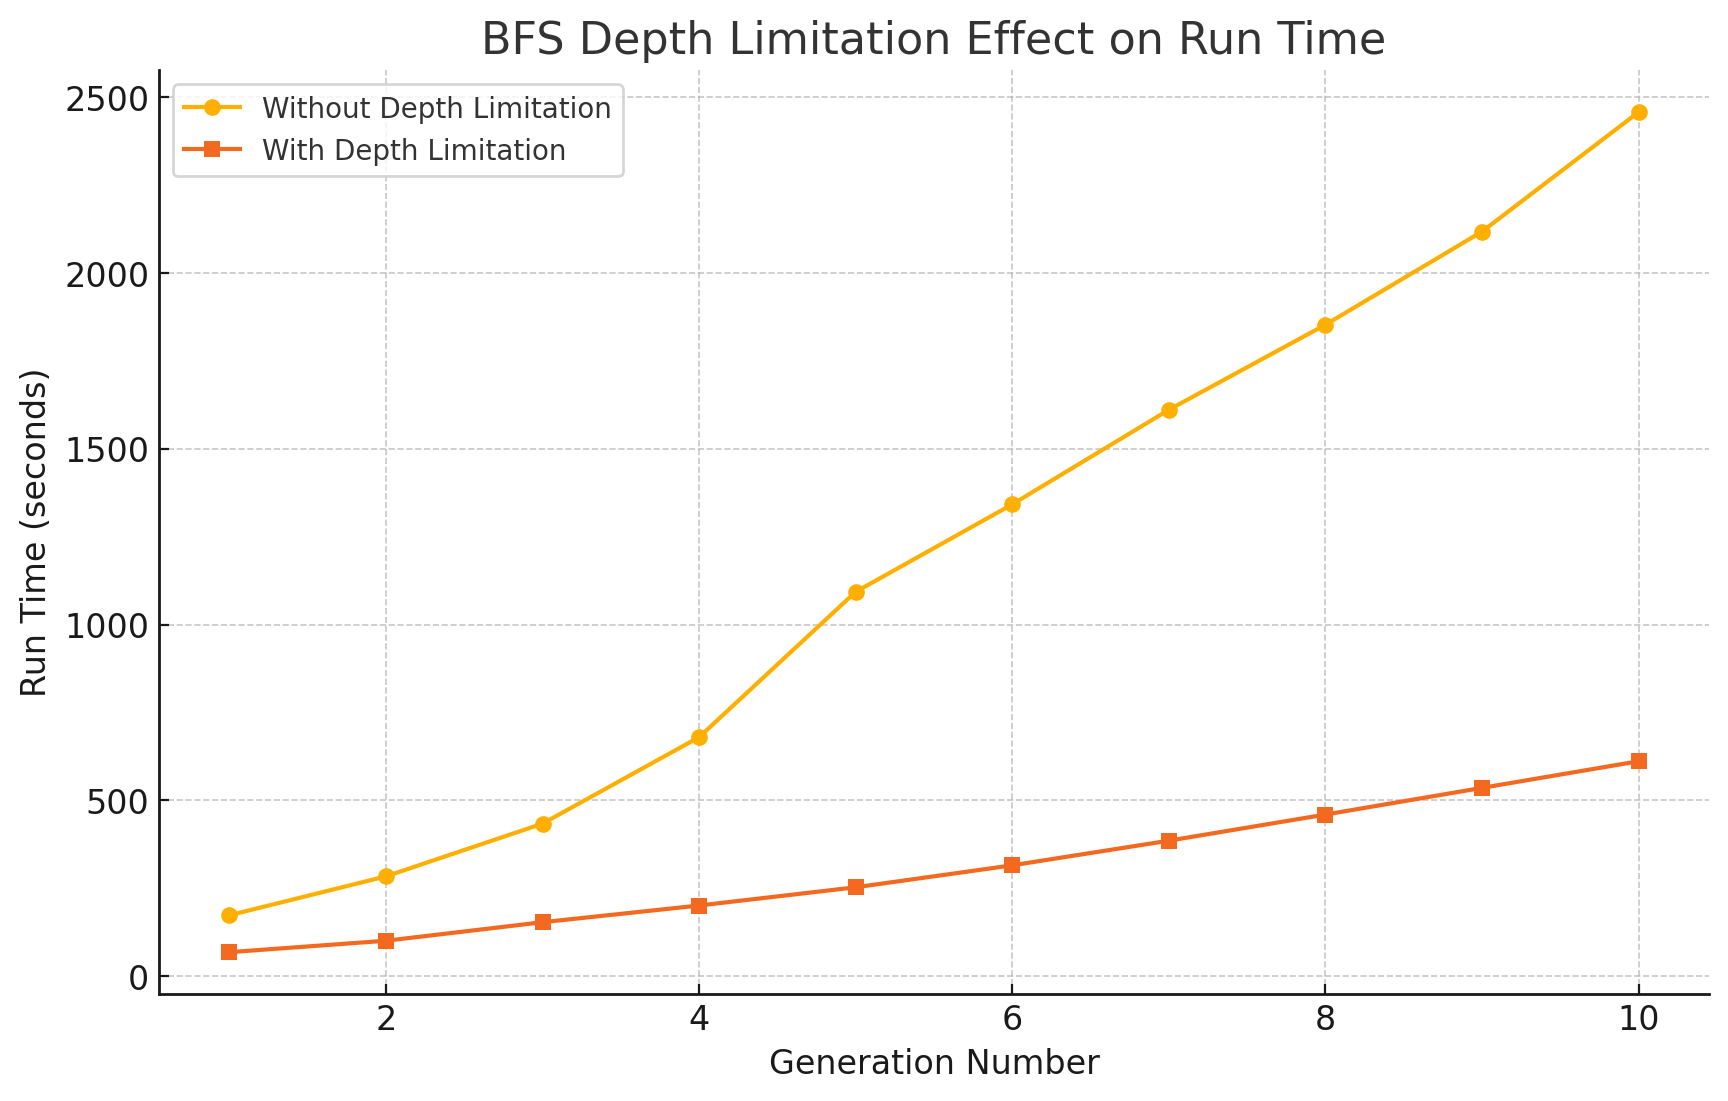 BFS Depth Limitation Effect on Run Time
Without Depth Limitation
With Depth Limitation
Run Time (seconds)
2500
2000
1500
1000
500
0
2 4 6 8 10
Generation Number